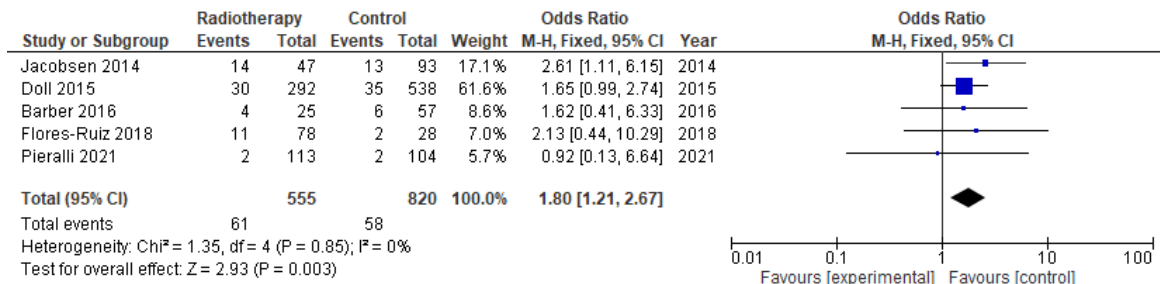 Radiotherapy Control Odds Ratio Odds Ratio
Study or Subgroup Events Total Events Total Weight M-H, Fixed, 95% CI Year M-H, Fixed, 95% CI
Jacobsen 2014 14 47 13 93 17.1% 2.61 [1.11, 6.15] 2014
Doll 2015 30 292 35 538 61.6% 1.65 [0.99, 2.74] 2015
Barber 2016 4 25 6 57 8.6% 1.62 [0.41, 6.33] 2016
Flores-Ruiz 2018 11 78 2 28 7.0% 2.13 [0.44, 10.29] 2018
Pieralli 2021 2 113 2 104 5.7% 0.92 [0.13, 6.64] 2021
Total (95% CI) 555 820 100.0% 1.80 [1.21, 2.67]
Total events 61 58
Heterogeneity: Chi² = 1.35, df = 4 (P = 0.85); I² = 0%
Test for overall effect: Z = 2.93 (P = 0.003)
0.01 0.1 1 10 100
Favours [experimental] Favours [control]